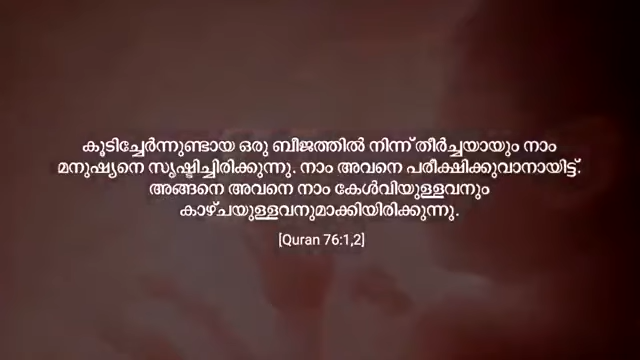 കൂടിച്ചേർന്നുണ്ടായ ഒരു ബീജത്തിൽ നിന്ന് തീർച്ചയായും നാം
മനുഷ്യനെ സൃഷ്ടിച്ചിരിക്കുന്നു. നാം അവനെ പരീക്ഷിക്കുവാനായിട്ട്.
അങ്ങനെ അവനെ നാം കേൾവിയുള്ളവനും
കാഴ്ചയുള്ളവനുമാക്കിയിരിക്കുന്നു.
[Quran 76:1,2]